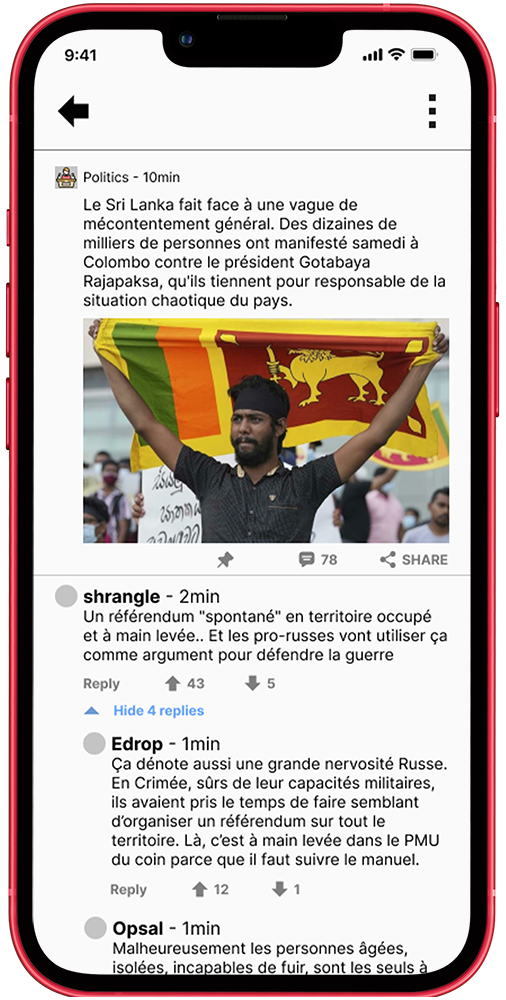 9:41
Politics - 10min
Le Sri Lanka fait face à une vague de
mécontentement général. Des dizaines de
milliers de personnes ont manifesté samedi à
Colombo contre le président Gotabaya
Rajapaksa, qu'ils tiennent pour responsable de la
situation chaotique du pays.
78
SHARE
shrangle - 2min
Un référendum "spontané" en territoire occupé
et à main levée.. Et les pro-russes vont utiliser ça
comme argument pour défendre la guerre
Reply 43 5
Hide 4 replies
Edrop - 1min
Ça dénote aussi une grande nervosité Russe.
En Crimée, sûrs de leur capacités militaires,
ils avaient pris le temps de faire semblant
d’organiser un référendum sur tout le
territoire. Là, c’est à main levée dans le PMU
du coin parce que il faut suivre le manuel.
Reply 12 1
Opsal - 1min
Malheureusement les personnes âgées,
isolées, incapables de fuir, sont les seuls à